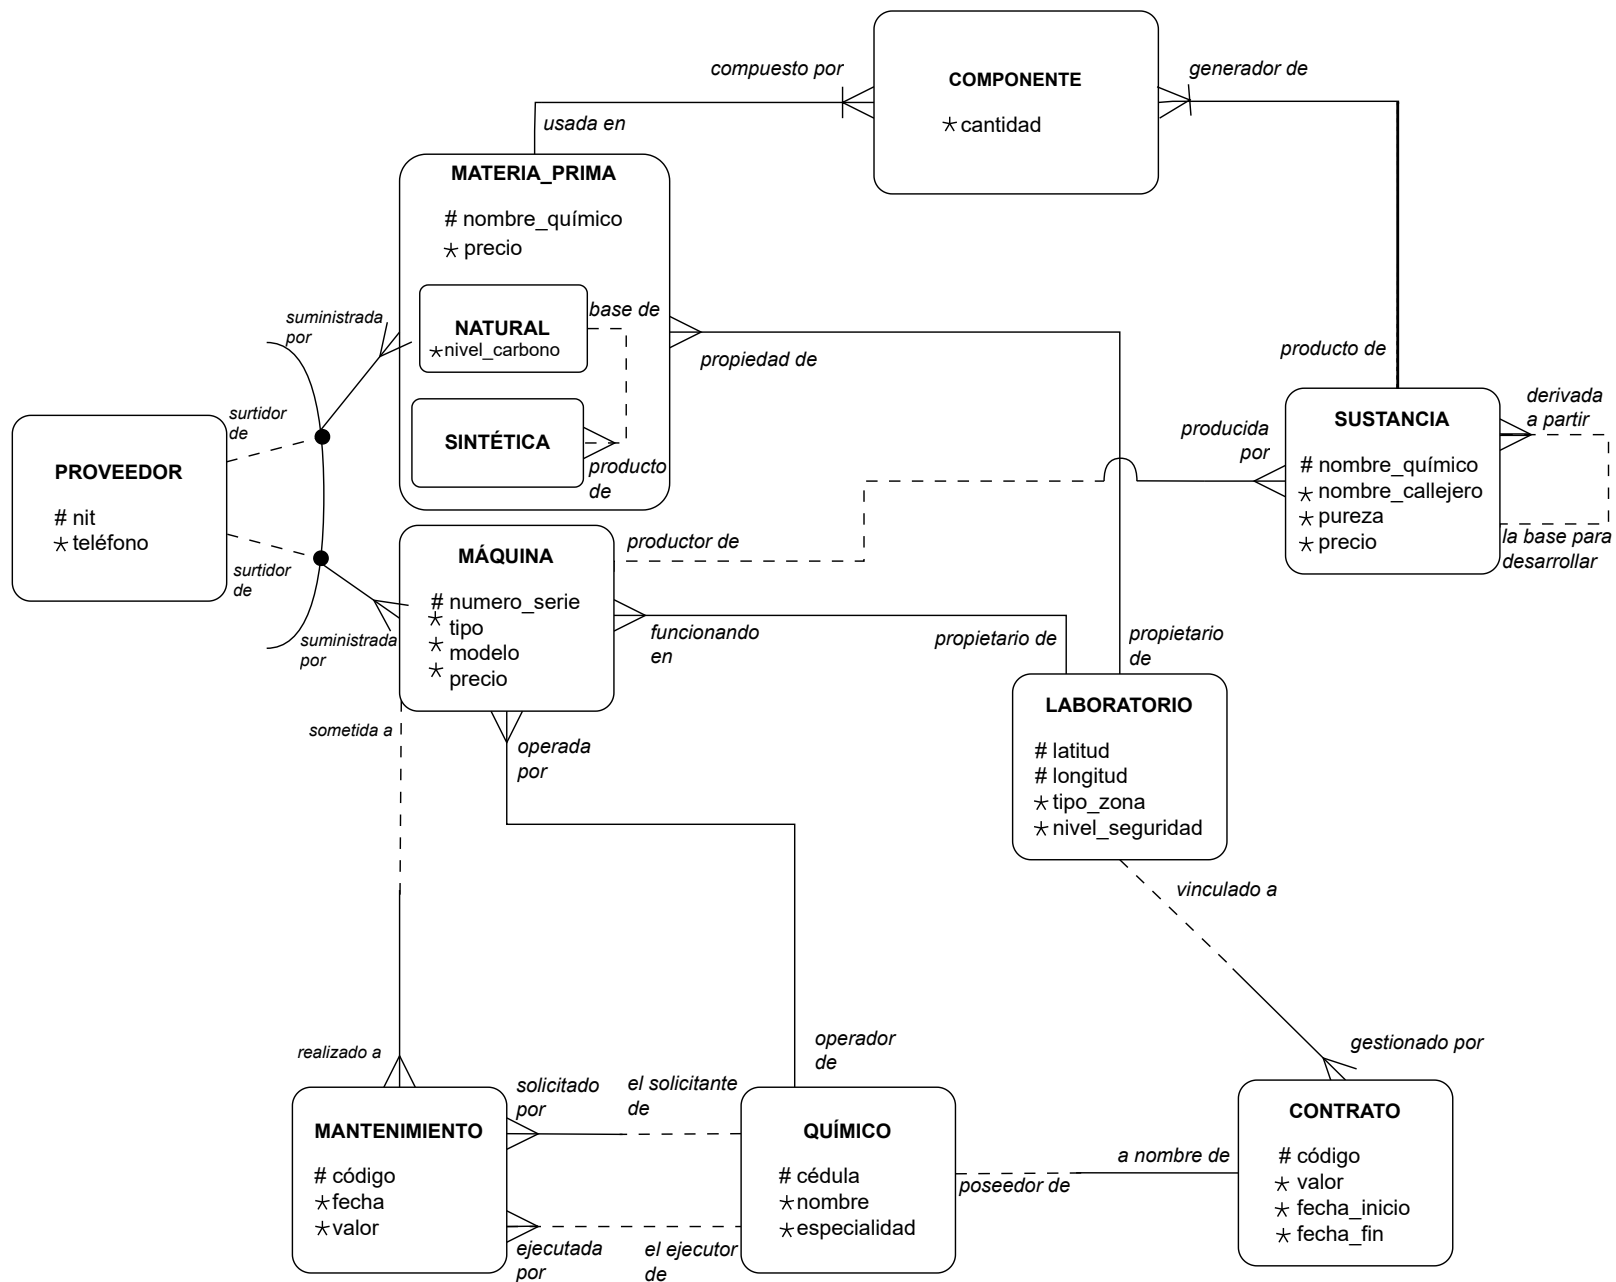 compuesto por
COMPONENTE
* cantidad
generador de
usada en
MATERIA_PRIMA
# nombre_químico
* precio
suministrada
por
NATURAL
*nivel_carbono
base de
SINTÉTICA
producto
de
propiedad de
producto de
derivada
a partir
SUSTANCIA
# nombre_químico
* nombre_callejero
* pureza
* precio
producida
por
la base para
desarrollar
surtidor
de
PROVEEDOR
# nit
* teléfono
surtidor
de
suministrada
por
MÁQUINA
# numero_serie
* tipo
* modelo
* precio
productor de
funcionando
en
propietario de
propietario
de
LABORATORIO
# latitud
# longitud
* tipo_zona
* nivel_seguridad
sometida a
operada
por
vinculado a
realizado a
operador
de
gestionado por
solicitado
por
el solicitante
de
MANTENIMIENTO
# código
*fecha
*valor
QUÍMICO
# cédula
*nombre
*especialidad
poseedor de
a nombre de
CONTRATO
# código
* valor
* fecha_inicio
* fecha_fin
ejecutada
por
el ejecutor
de